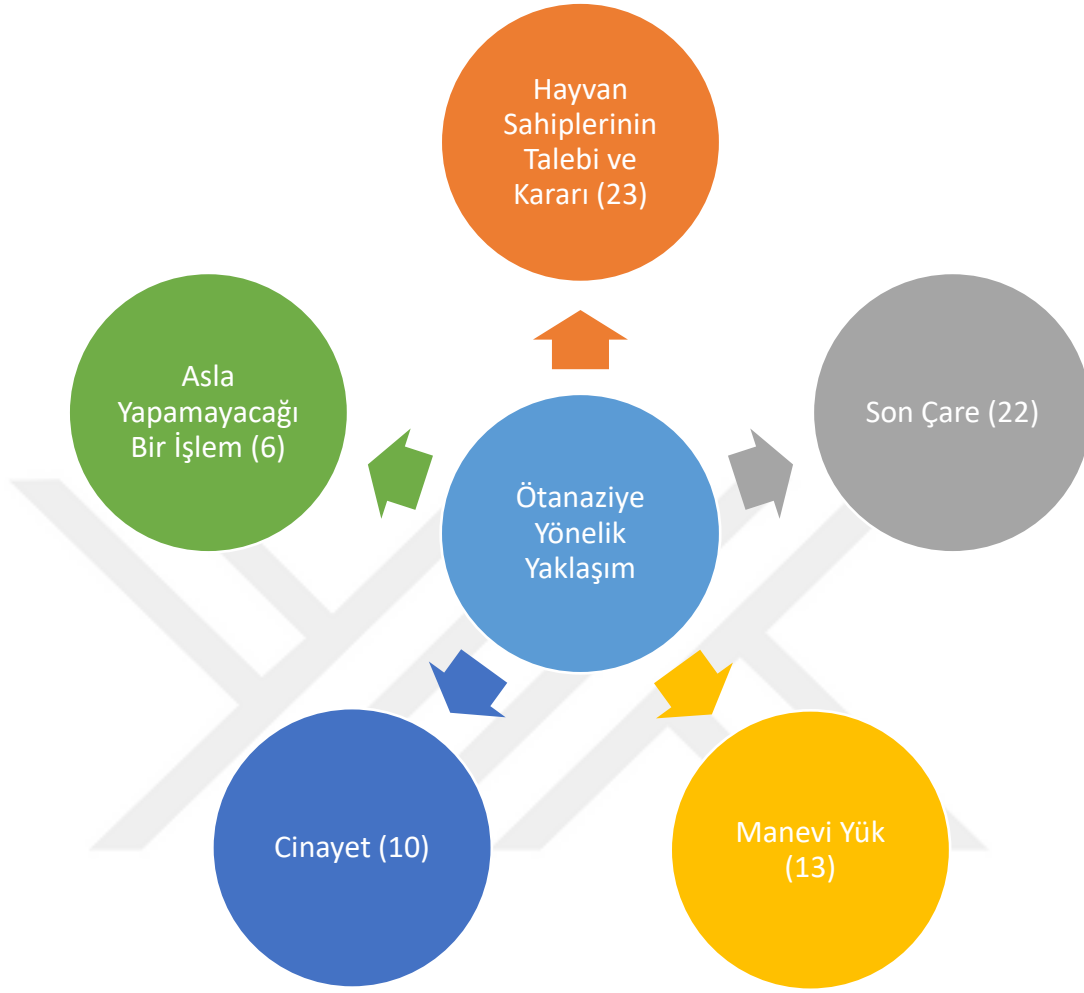 Hayvan
Sahiplerinin
Talebi ve
Kararı (23)
Asla
Yapamayacağı
Bir İşlem (6)
Son Çare (22)
Ötanaziye
Yönelik
Yaklaşım
Cinayet (10)
Manevi Yük
(13)